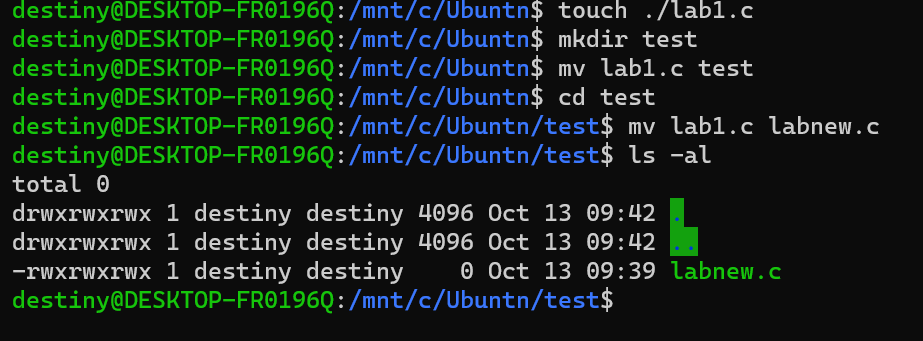 destiny@DESKTOP-FR0196Q:/mnt/c/Ubuntn$ touch ./lab1.c
destiny@DESKTOP-FR0196Q:/mnt/c/Ubuntn$ mkdir test
destiny@DESKTOP-FR0196Q:/mnt/c/Ubuntn$ mv lab1.c test
destiny@DESKTOP-FR0196Q:/mnt/c/Ubuntn$ cd test
destiny@DESKTOP-FR0196Q:/mnt/c/Ubuntn/test$ mv lab1.c labnew.c
destiny@DESKTOP-FR0196Q:/mnt/c/Ubuntn/test$ ls -al
total 0
drwxrwxrwx 1 destiny destiny 4096 Oct 13 09:42 .
drwxrwxrwx 1 destiny destiny 4096 Oct 13 09:42 ..
-rwxrwxrwx 1 destiny destiny    0 Oct 13 09:39 labnew.c
destiny@DESKTOP-FR0196Q:/mnt/c/Ubuntn/test$